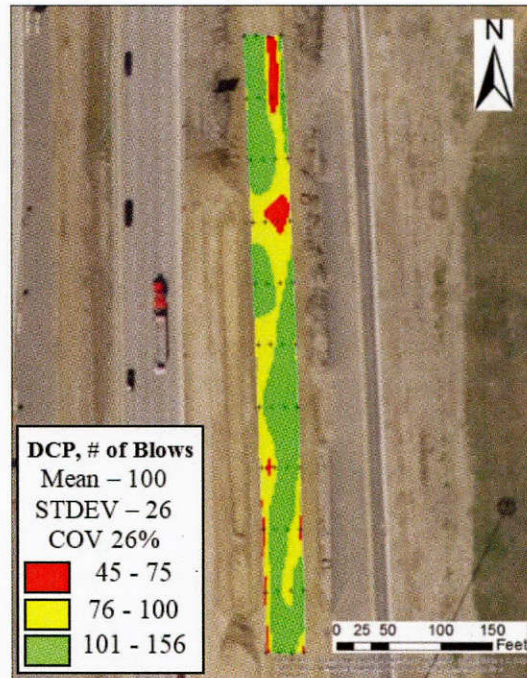 N
DCP, # of Blows
Mean – 100
STDEV – 26
COV 26%
45 - 75
76 - 100
101 - 156
0 25 50 100 150
Feet